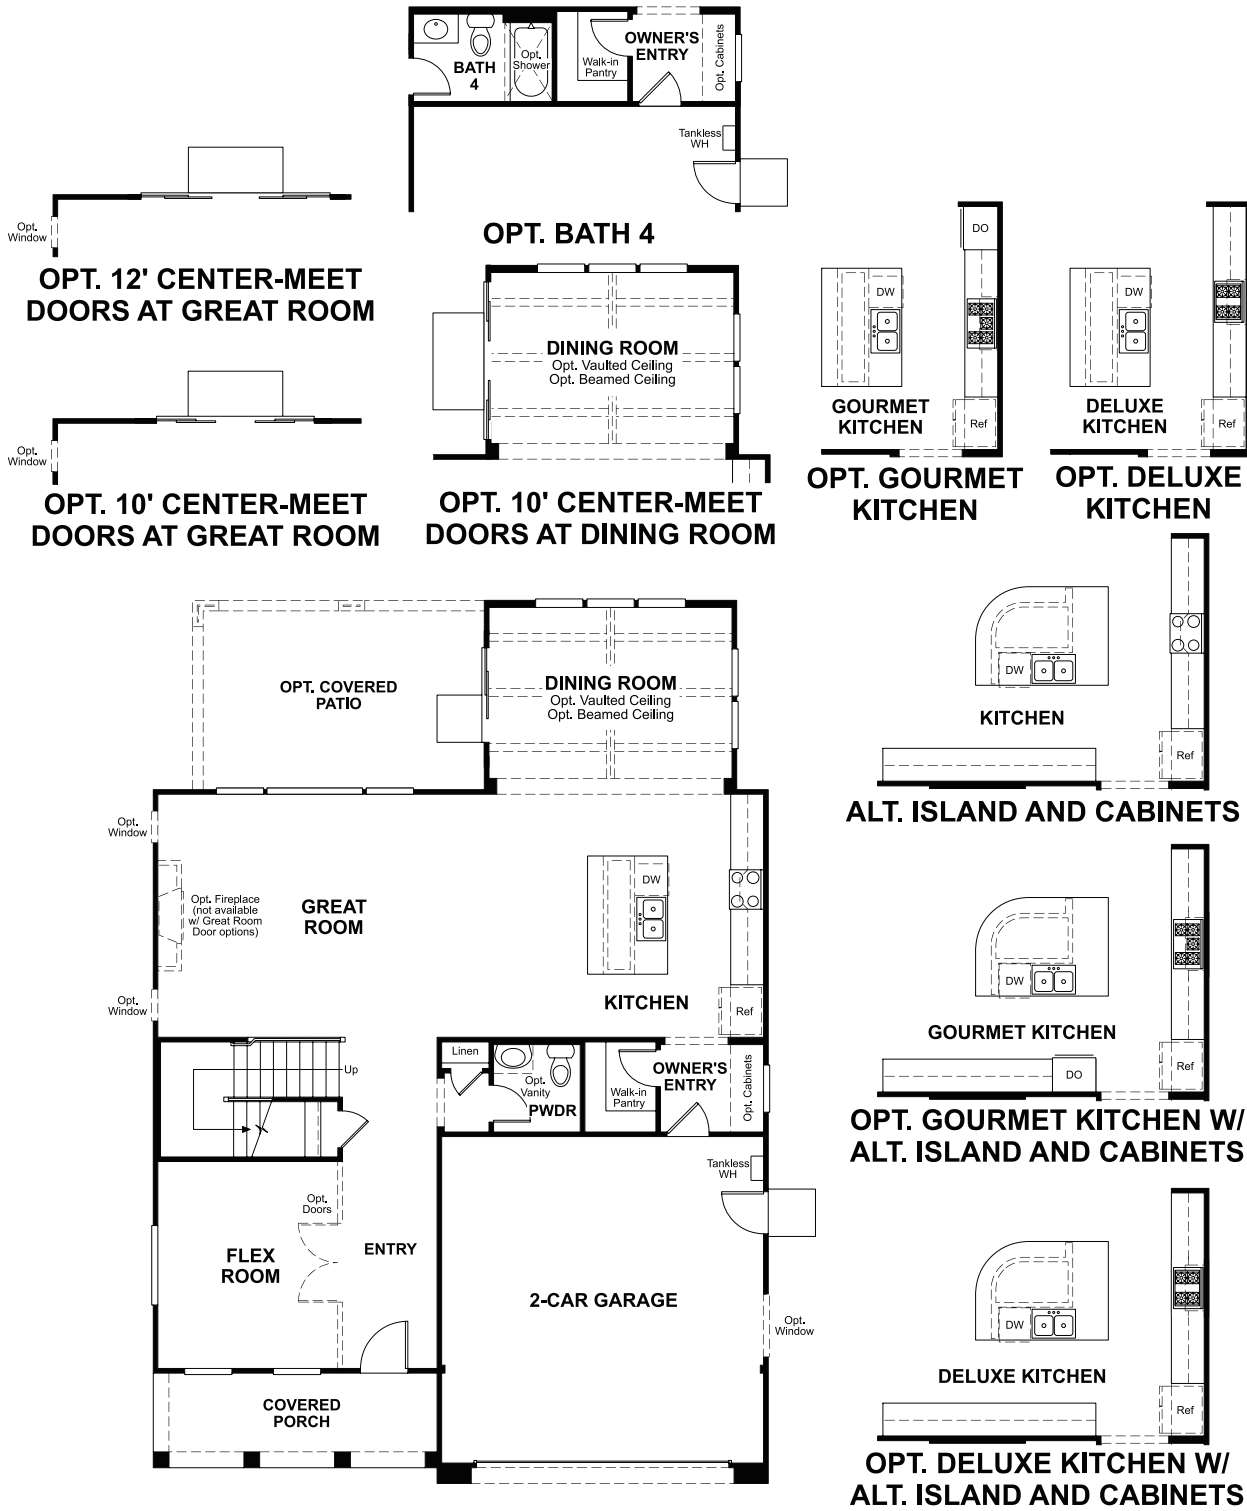 BATH
4
Opt.
Shower
Walk-in
Pantry
OWNER'S
ENTRY
Opt. Cabinets
Tankless
WH
OPT. BATH 4
Opt.
Window
OPT. 12' CENTER-MEET
DOORS AT GREAT ROOM
Opt.
Window
OPT. 10' CENTER-MEET
DOORS AT GREAT ROOM
DINING ROOM
Opt. Vaulted Ceiling
Opt. Beamed Ceiling
OPT. 10' CENTER-MEET
DOORS AT DINING ROOM
DO
DW
GOURMET
KITCHEN
Ref
OPT. GOURMET
KITCHEN
DW
DELUXE
KITCHEN
Ref
OPT. DELUXE
KITCHEN
DW
KITCHEN
Ref
ALT. ISLAND AND CABINETS
OPT. COVERED
PATIO
DINING ROOM
Opt. Vaulted Ceiling
Opt. Beamed Ceiling
Opt.
Window
Opt. Fireplace
(not available
w/ Great Room
Door options)
GREAT
ROOM
DW
Opt.
Window
KITCHEN
Ref
Up
Linen
Opt.
Vanity
PWDR
Walk-in
Pantry
OWNER'S
ENTRY
Opt. Cabinets
Tankless
WH
Opt.
Doors
FLEX
ROOM
ENTRY
2-CAR GARAGE
Opt.
Window
COVERED
PORCH
DW
GOURMET KITCHEN
DO
Ref
OPT. GOURMET KITCHEN W/
ALT. ISLAND AND CABINETS
DW
DELUXE KITCHEN
Ref
OPT. DELUXE KITCHEN W/
ALT. ISLAND AND CABINETS